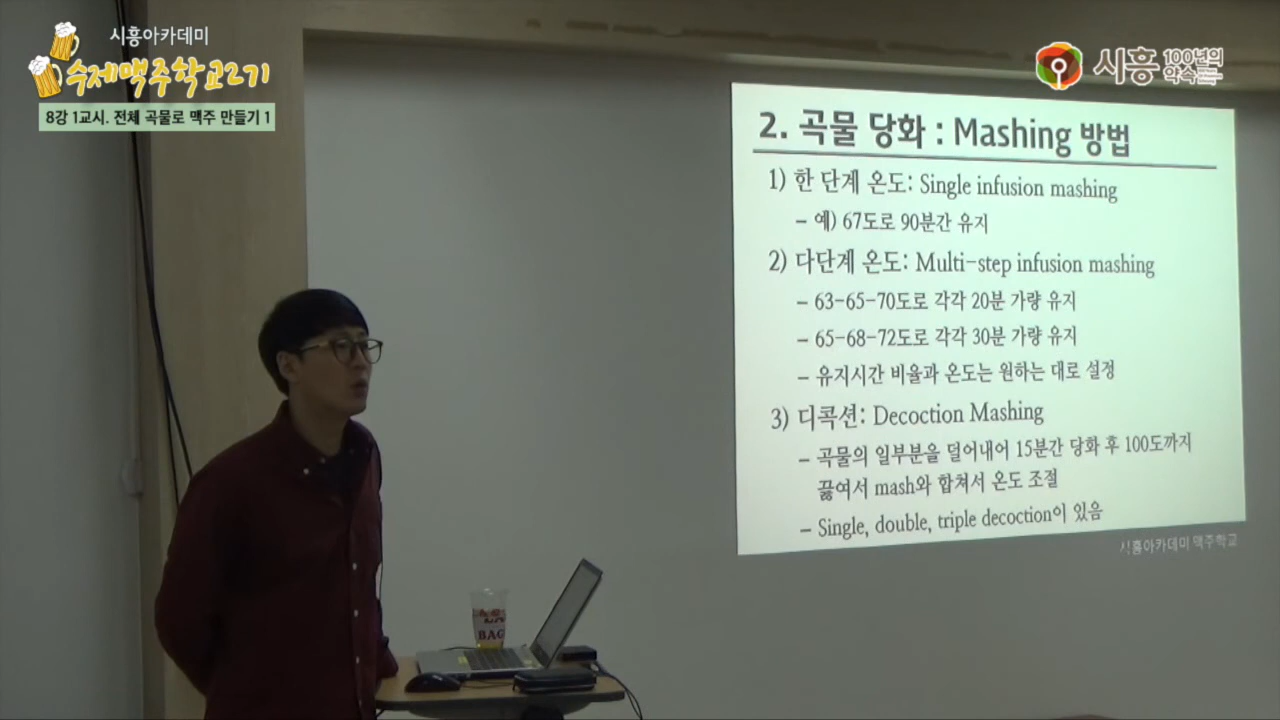 시흥아카데미
수제맥주학교2기
8강 1교시. 전체 곡물로 맥주 만들기 1
시흥 100년의 약속
2. 곡물 당화 : Mashing 방법
1) 한 단계 온도: Single infusion mashing
– 예) 67도로 90분간 유지
2) 다단계 온도: Multi-step infusion mashing
– 63-65-70도로 각각 20분 가량 유지
– 65-68-72도로 각각 30분 가량 유지
– 유지시간 비율과 온도는 원하는 대로 설정
3) 디콕션: Decoction Mashing
– 곡물의 일부분을 덜어내어 15분간 당화 후 100도까지
끓여서 mash와 합쳐서 온도 조절
– Single, double, triple decoction이 있음
시흥아카데미 맥주학교
BAG